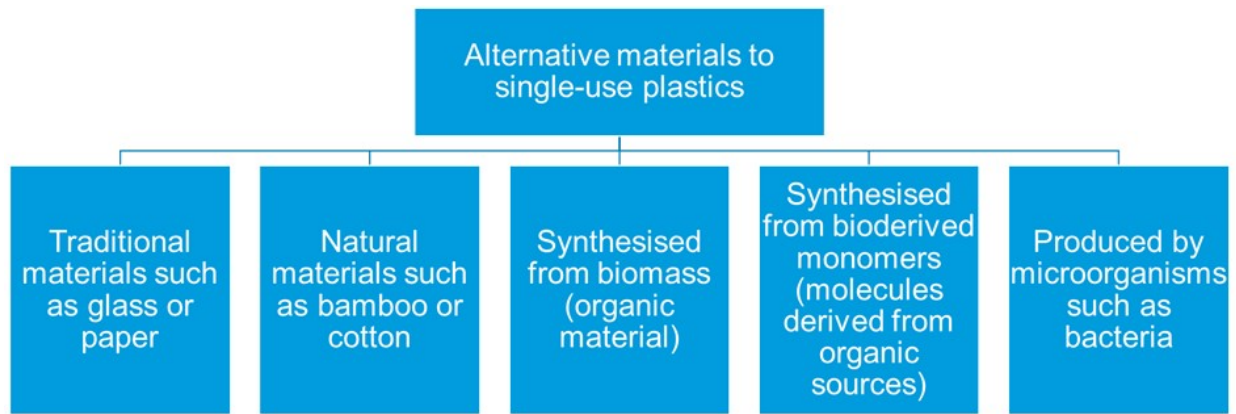 Alternative materials to
single-use plastics
Traditional
materials such
as glass or
paper
Natural
materials such
as bamboo or
cotton
Synthesised
from biomass
(organic
material)
Synthesised
from bioderived
monomers
(molecules
derived from
organic
sources)
Produced by
microorganisms
such as
bacteria